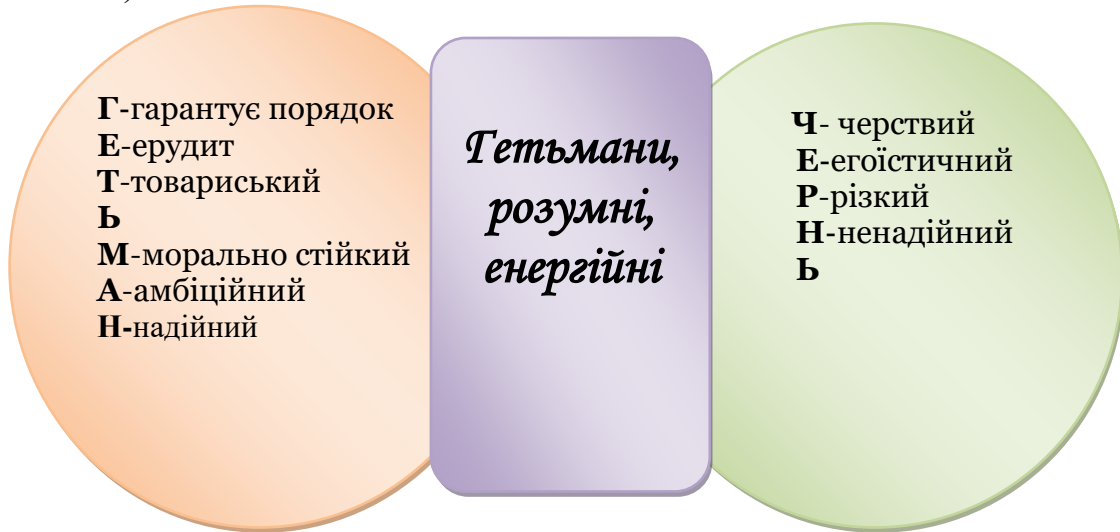 Г-гарантує порядок
Е-ерудит
Т-товариський
Ь
М-морально стійкий
А-амбіційний
Н-надійний
Гетьмани,
розумні,
енергійні
Ч- черствий
Е-егоїстичний
Р-різкий
Н-ненадійний
Ь